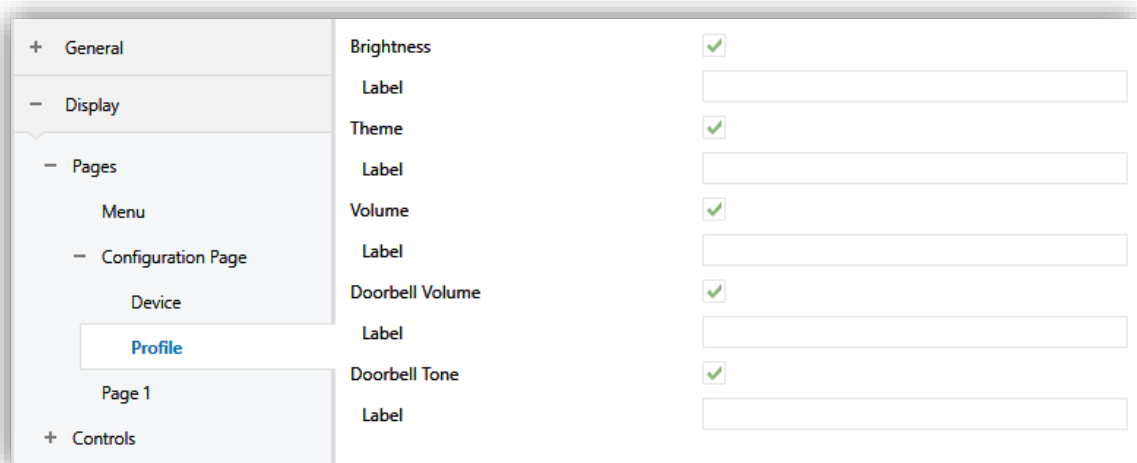 + General
− Display
− Pages
Menu
− Configuration Page
Device
Profile
Page 1
+ Controls
Brightness
Label
Theme
Label
Volume
Label
Doorbell Volume
Label
Doorbell Tone
Label